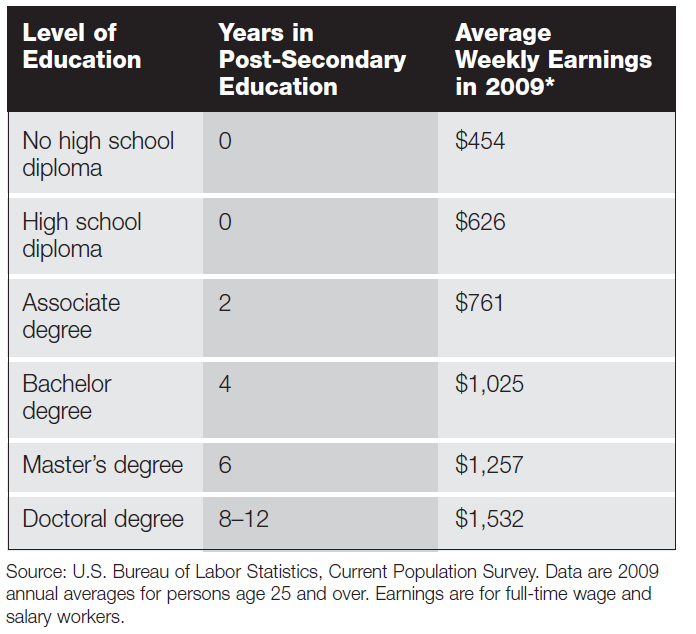 Level of Education
Years in Post-Secondary Education
Average Weekly Earnings in 2009*
No high school diploma
0
$454
High school diploma
0
$626
Associate degree
2
$761
Bachelor degree
4
$1,025
Master’s degree
6
$1,257
Doctoral degree
8–12
$1,532
Source: U.S. Bureau of Labor Statistics, Current Population Survey. Data are 2009
annual averages for persons age 25 and over. Earnings are for full-time wage and
salary workers.